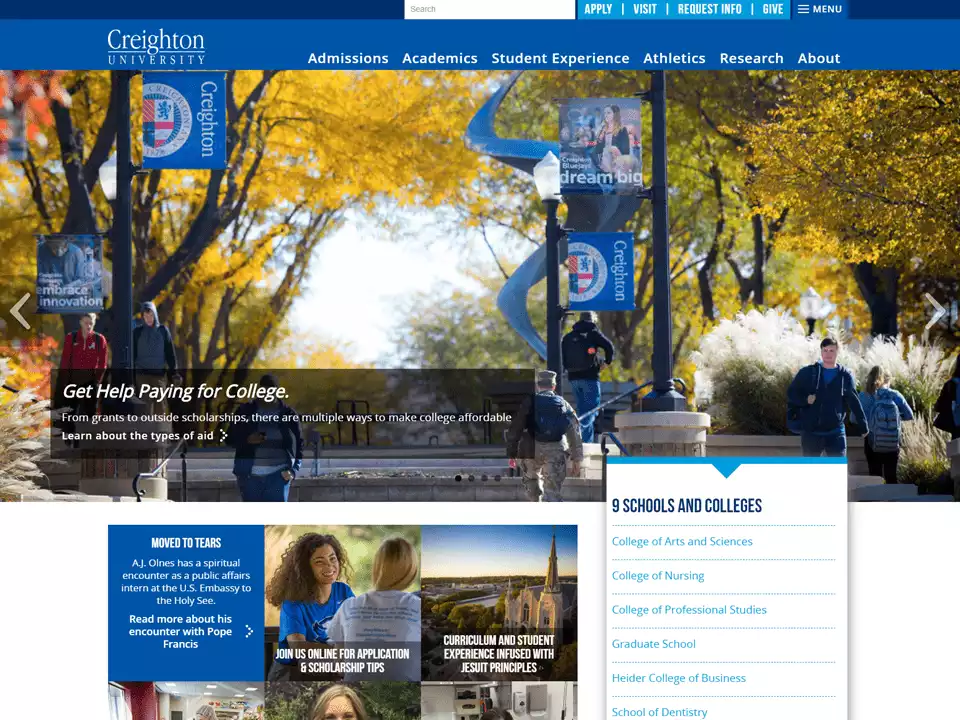 Search
APPLY | VISIT | REQUEST INFO | GIVE
MENU
Creighton
UNIVERSITY
Admissions Academics Student Experience Athletics Research About
Creighton
Creighton
Bluejays
dream big
Creighton
embrace
innovation
Get Help Paying for College.
From grants to outside scholarships, there are multiple ways to make college affordable
Learn about the types of aid
9 SCHOOLS AND COLLEGES
College of Arts and Sciences
College of Nursing
College of Professional Studies
Graduate School
Heider College of Business
School of Dentistry
MOVED TO TEARS
A.J. Olnes has a spiritual
encounter as a public affairs
intern at the U.S. Embassy to
the Holy See.
Read more about his
encounter with Pope
Francis
JOIN US ONLINE FOR APPLICATION
& SCHOLARSHIP TIPS
CURRICULUM AND STUDENT
EXPERIENCE INFUSED WITH
JESUIT PRINCIPLES